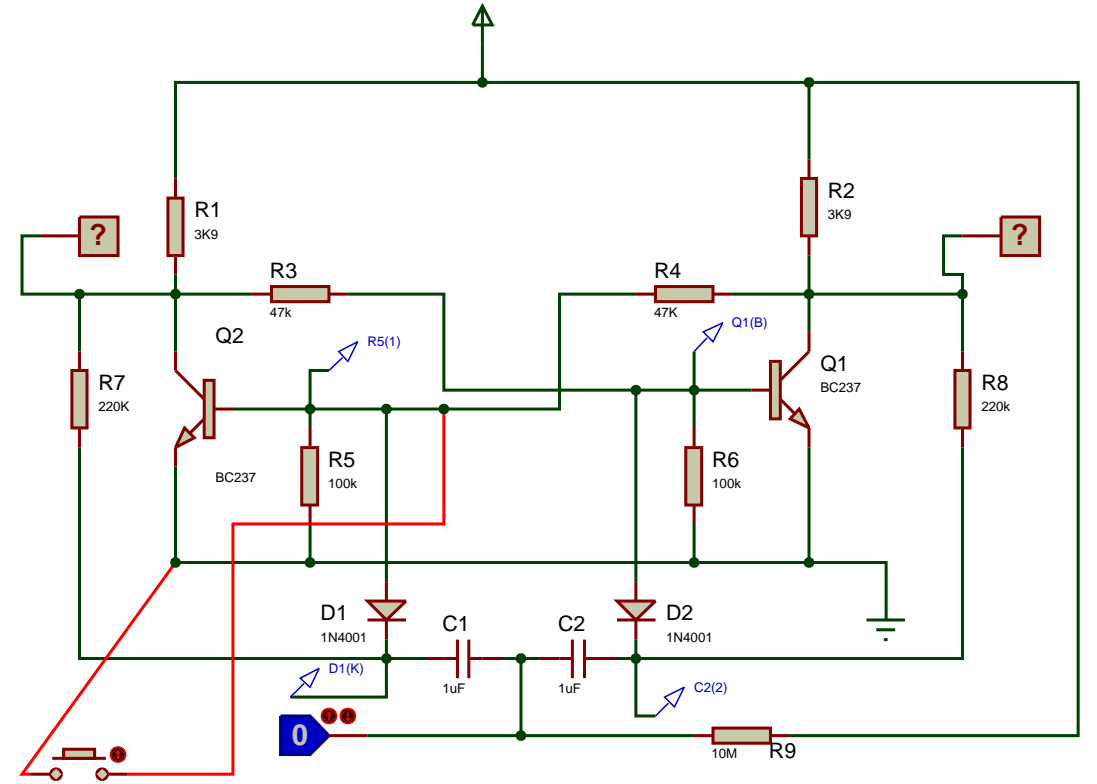 R1
3K9
R2
3K9
?
?
R3
47k
R4
47K
Q2
R5(1)
Q1(B)
Q1
BC237
R7
220K
R8
220k
BC237
R5
100k
R6
100k
D1
1N4001
C1
1uF
C2
1uF
D2
1N4001
D1(K)
C2(2)
0
10M
R9